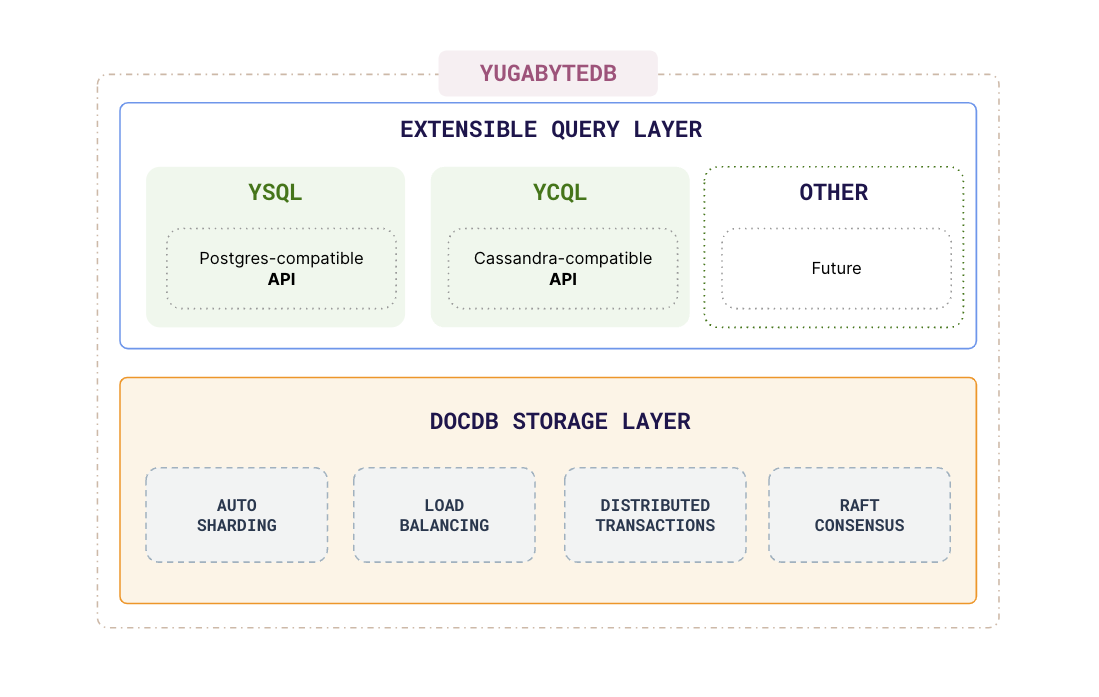 YUGABYTEDB
EXTENSIBLE QUERY LAYER
YSQL
Postgres-compatible
API
YCQL
Cassandra-compatible
API
OTHER
Future
DOCDB STORAGE LAYER
AUTO
SHARDING
LOAD
BALANCING
DISTRIBUTED
TRANSACTIONS
RAFT
CONSENSUS